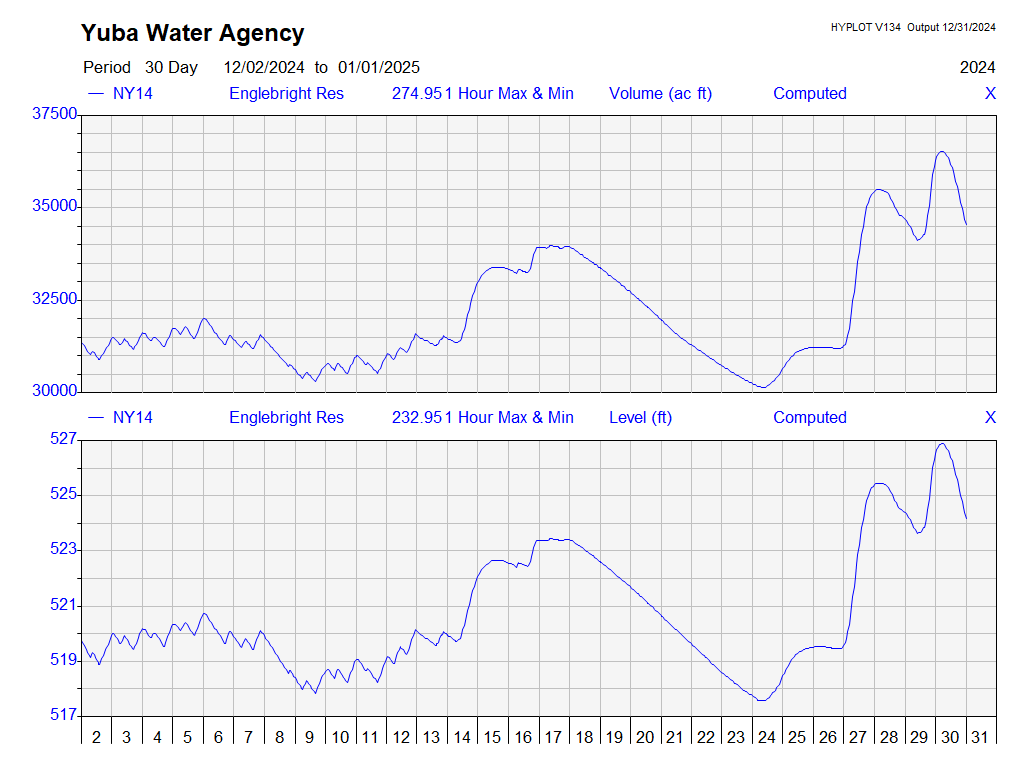 Yuba Water Agency
HYPLOT V134 Output 12/31/2024
Period 30 Day 12/02/2024 to 01/01/2025 2024
NY14 Englebright Res 274.951 Hour Max & Min Volume (ac ft) Computed X
37500
35000
32500
30000
NY14 Englebright Res 232.951 Hour Max & Min Level (ft) Computed X
527
525
523
521
519
517
2 3 4 5 6 7 8 9 10 11 12 13 14 15 16 17 18 19 20 21 22 23 24 25 26 27 28 29 30 31